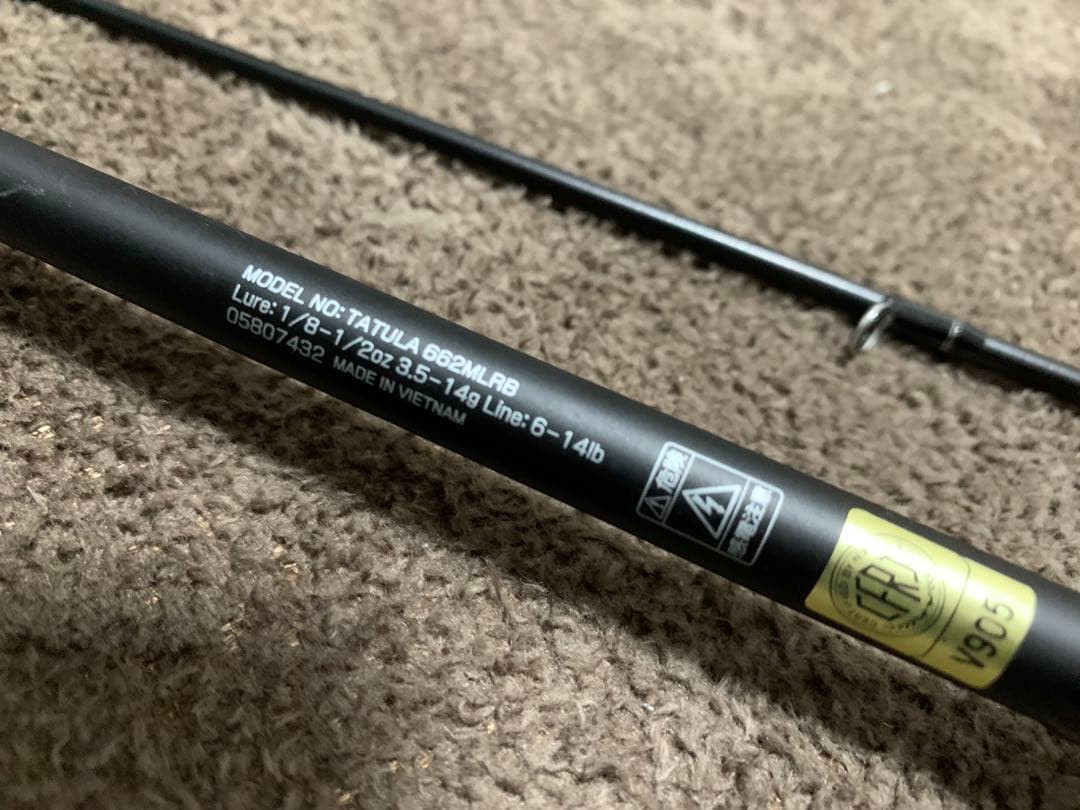 MODEL NO: TATULA 662MLRB
Lure: 1/8-1/2oz 3.5-14g Line: 6-14lb
05807432 MADE IN VIETNAM
危険
感電注意
CFRD
V905